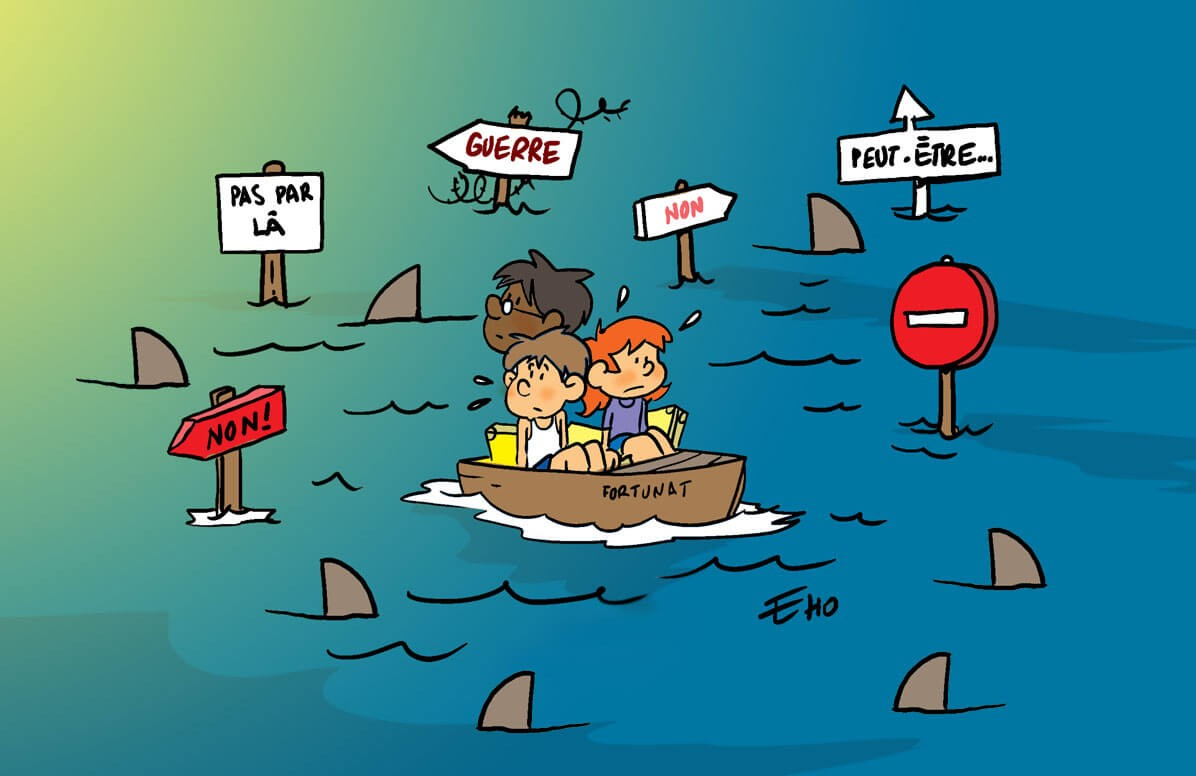 GUERRE
PEUT-ÊTRE...
PAS PAR
LÀ
NON
NON!
FORTUNAT
EHO